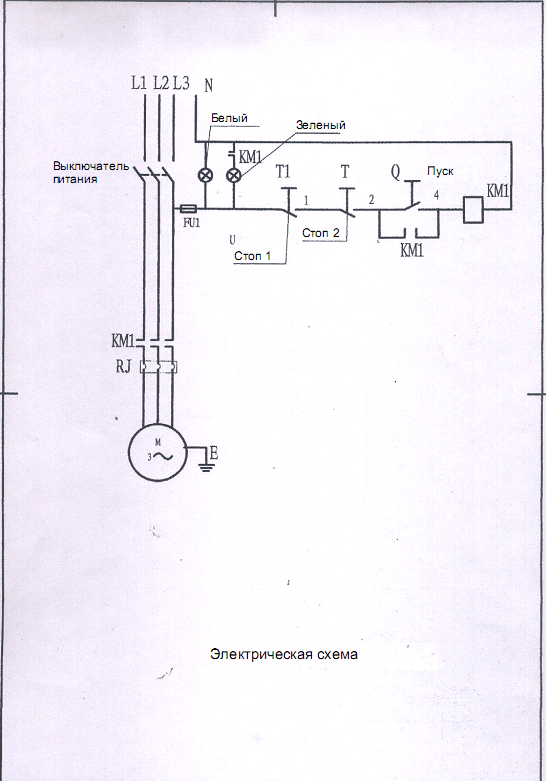 L1 L2 L3 N
Белый
Зеленый
KM1
Выключатель
питания
T1 T Q Пуск
KM1
1 2 4
FU1
U
Стоп 1
Стоп 2
KM1
KM1
RJ
M
3
E
Электрическая схема